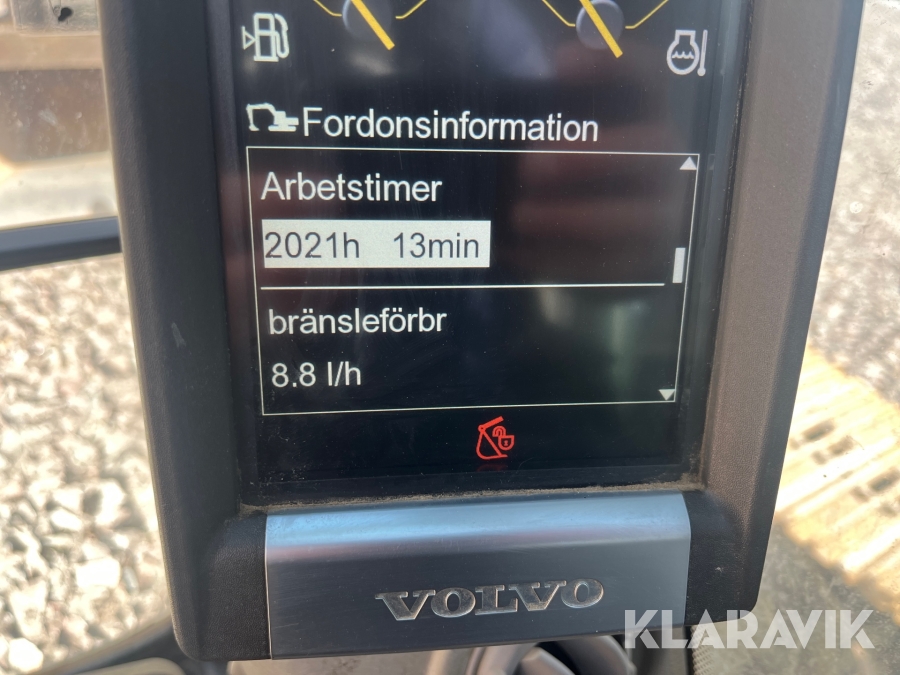 Fordonsinformation
Arbetstimer
2021h 13min
bränsleförbr
8.8 l/h
VOLVO
KLARAVIK